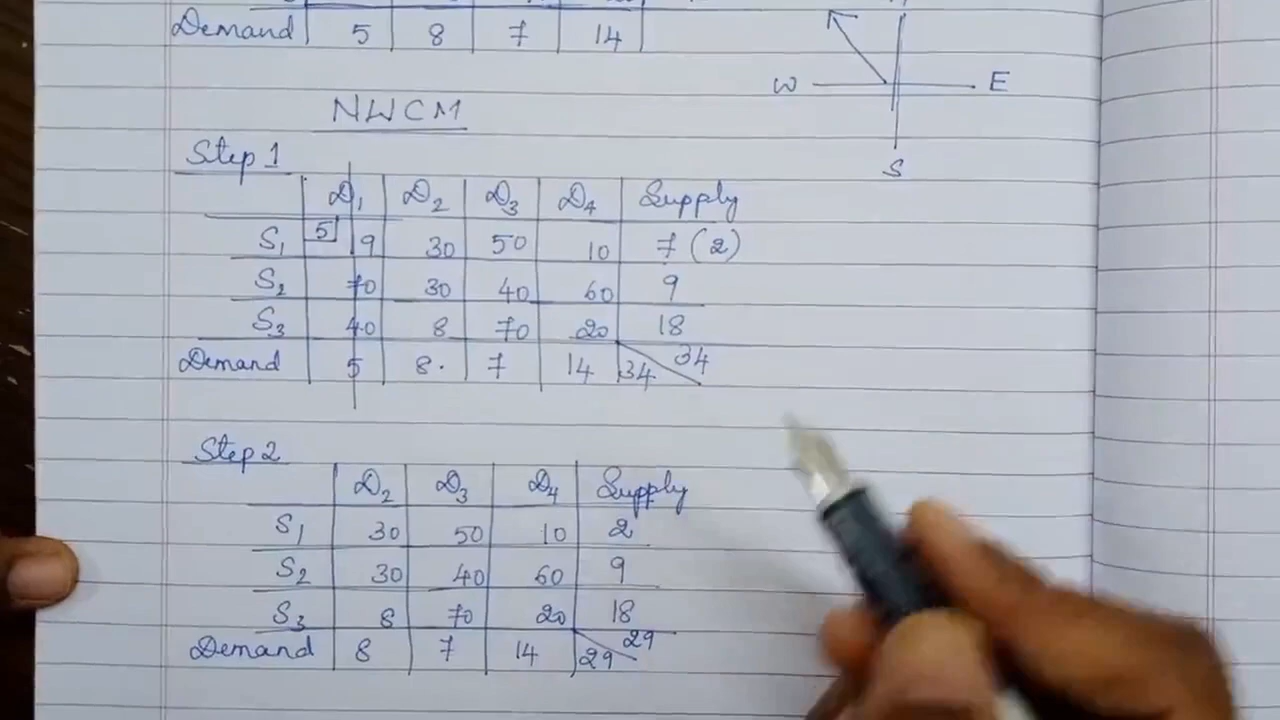 Demand 5 8 7 14
W E
S
NWCM
Step 1
D1 D2 D3 D4 Supply
S1 5 9 30 50 10 7 (2)
S2 70 30 40 60 9
S3 40 8 70 20 18
Demand 5 8. 7 14 34 34
Step 2
D2 D3 D4 Supply
S1 30 50 10 2
S2 30 40 60 9
S3 8 70 20 18
Demand 8 7 14 29 29